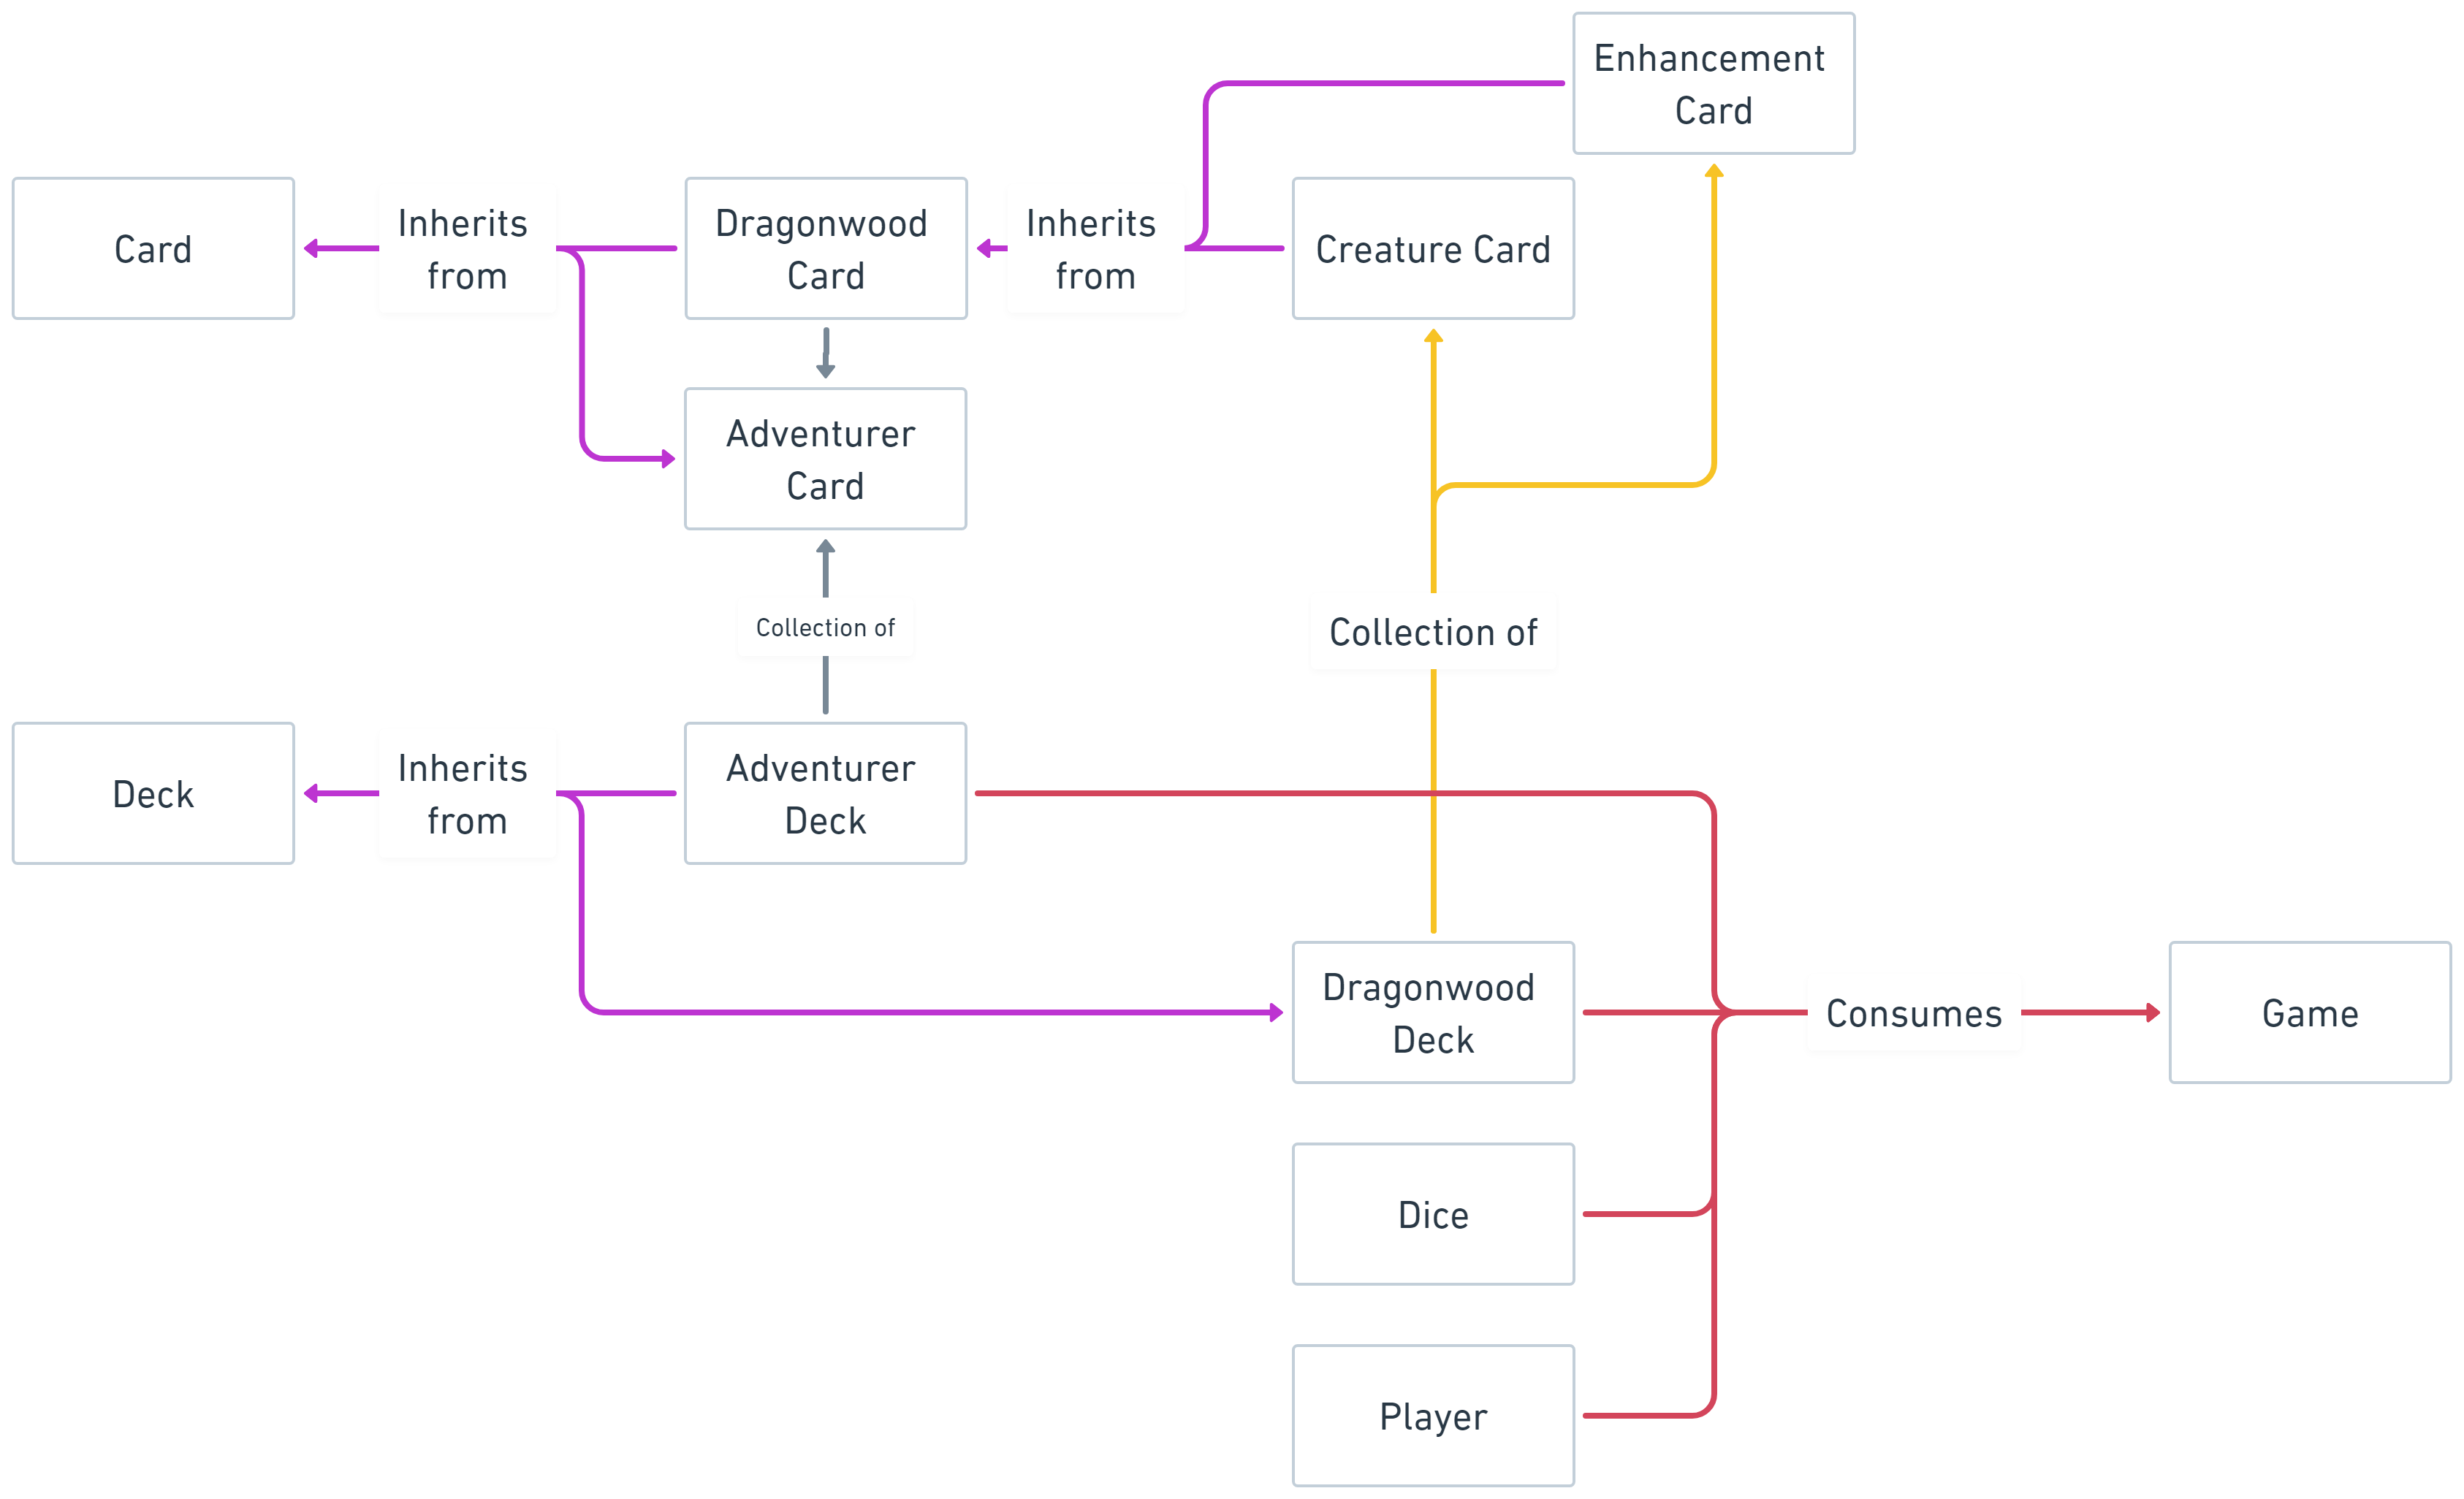 Enhancement
Card
Card
Inherits
from
Dragonwood
Card
Inherits
from
Creature Card
Adventurer
Card
Collection of
Collection of
Deck
Inherits
from
Adventurer
Deck
Dragonwood
Deck
Consumes
Game
Dice
Player